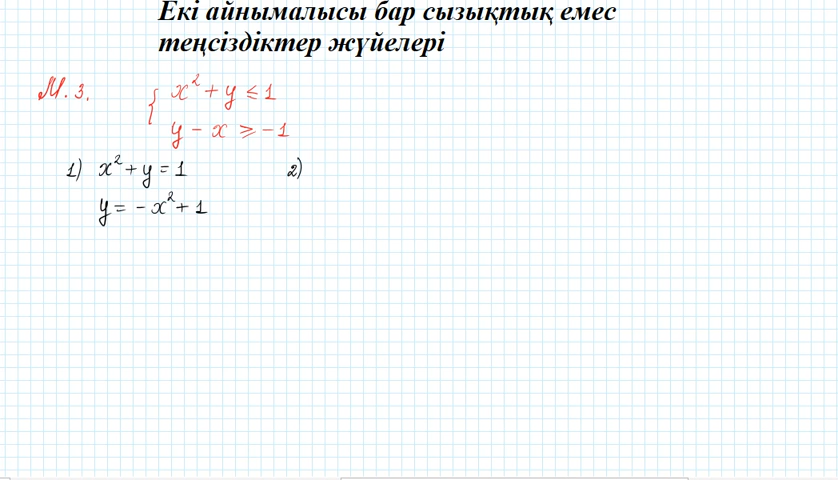 Екі айнымалысы бар сызықтық емес
теңсіздіктер жүйелері
М. 3. { x² + y ≤ 1
y - x ≥ -1
1) x² + y = 1 2)
y = - x² + 1